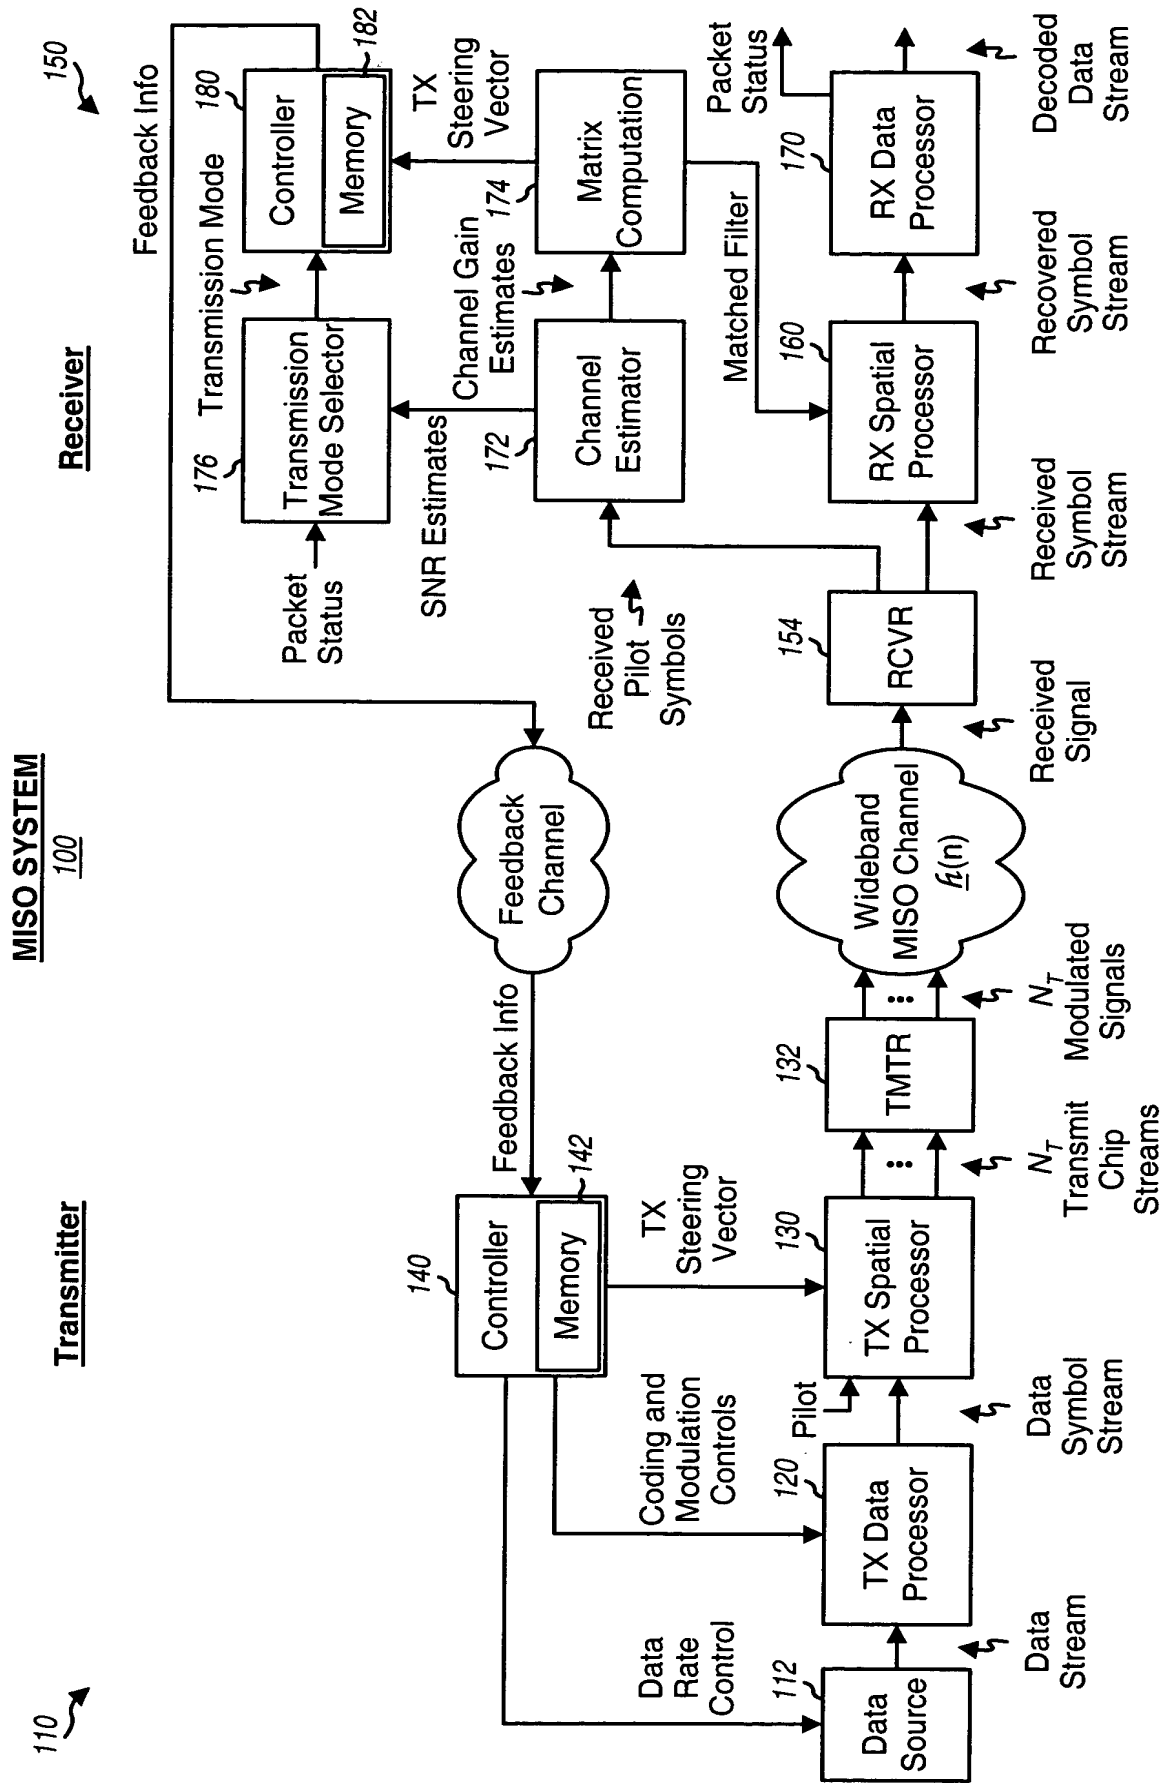 MISO SYSTEM
100
Transmitter
Receiver
110
150
Feedback Info
Feedback
Channel
Feedback Info
140
Controller
Memory
142
Data
Rate
Control
Coding and
Modulation
Controls
TX
Steering
Vector
112
Data
Source
Data
Stream
120
TX Data
Processor
Pilot
Data
Symbol
Stream
130
TX Spatial
Processor
...
N_T
Transmit
Chip
Streams
132
TMTR
...
N_T
Modulated
Signals
Wideband
MISO Channel
h(n)
Received
Signal
154
RCVR
Received
Pilot
Symbols
Received
Symbol
Stream
160
RX Spatial
Processor
Recovered
Symbol
Stream
170
RX Data
Processor
Packet
Status
Decoded
Data
Stream
Packet
Status
176
Transmission
Mode Selector
Transmission Mode
180
Controller
Memory
182
SNR Estimates
172
Channel
Estimator
Channel Gain
Estimates
174
Matrix
Computation
TX
Steering
Vector
Matched Filter